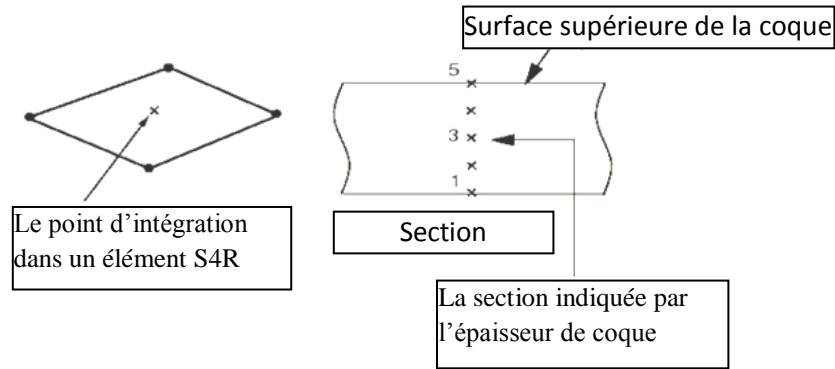 Surface supérieure de la coque
5
3
1
Le point d'intégration
dans un élément S4R
Section
La section indiquée par
l'épaisseur de coque